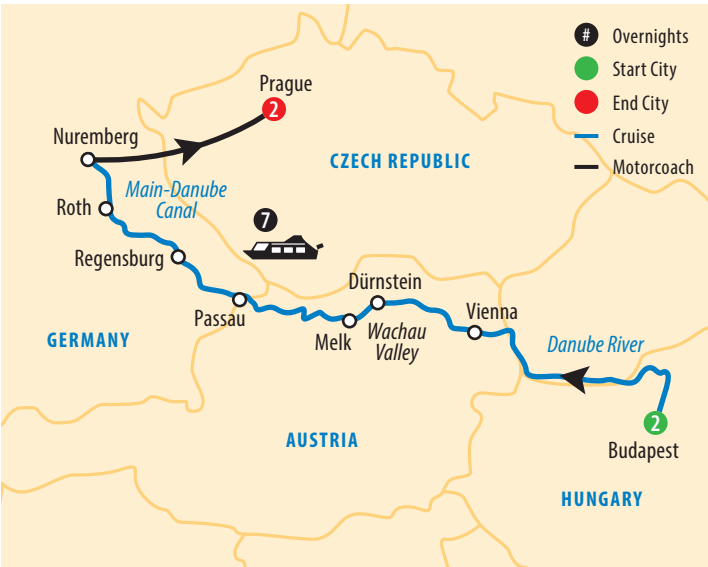 # Overnights
Start City
End City
Cruise
Motorcoach
Prague
2
Nuremberg
CZECH REPUBLIC
Main-Danube
Canal
Roth
7
Regensburg
Dürnstein
Passau
Vienna
Melk
Wachau
Valley
GERMANY
Danube River
2
Budapest
AUSTRIA
HUNGARY